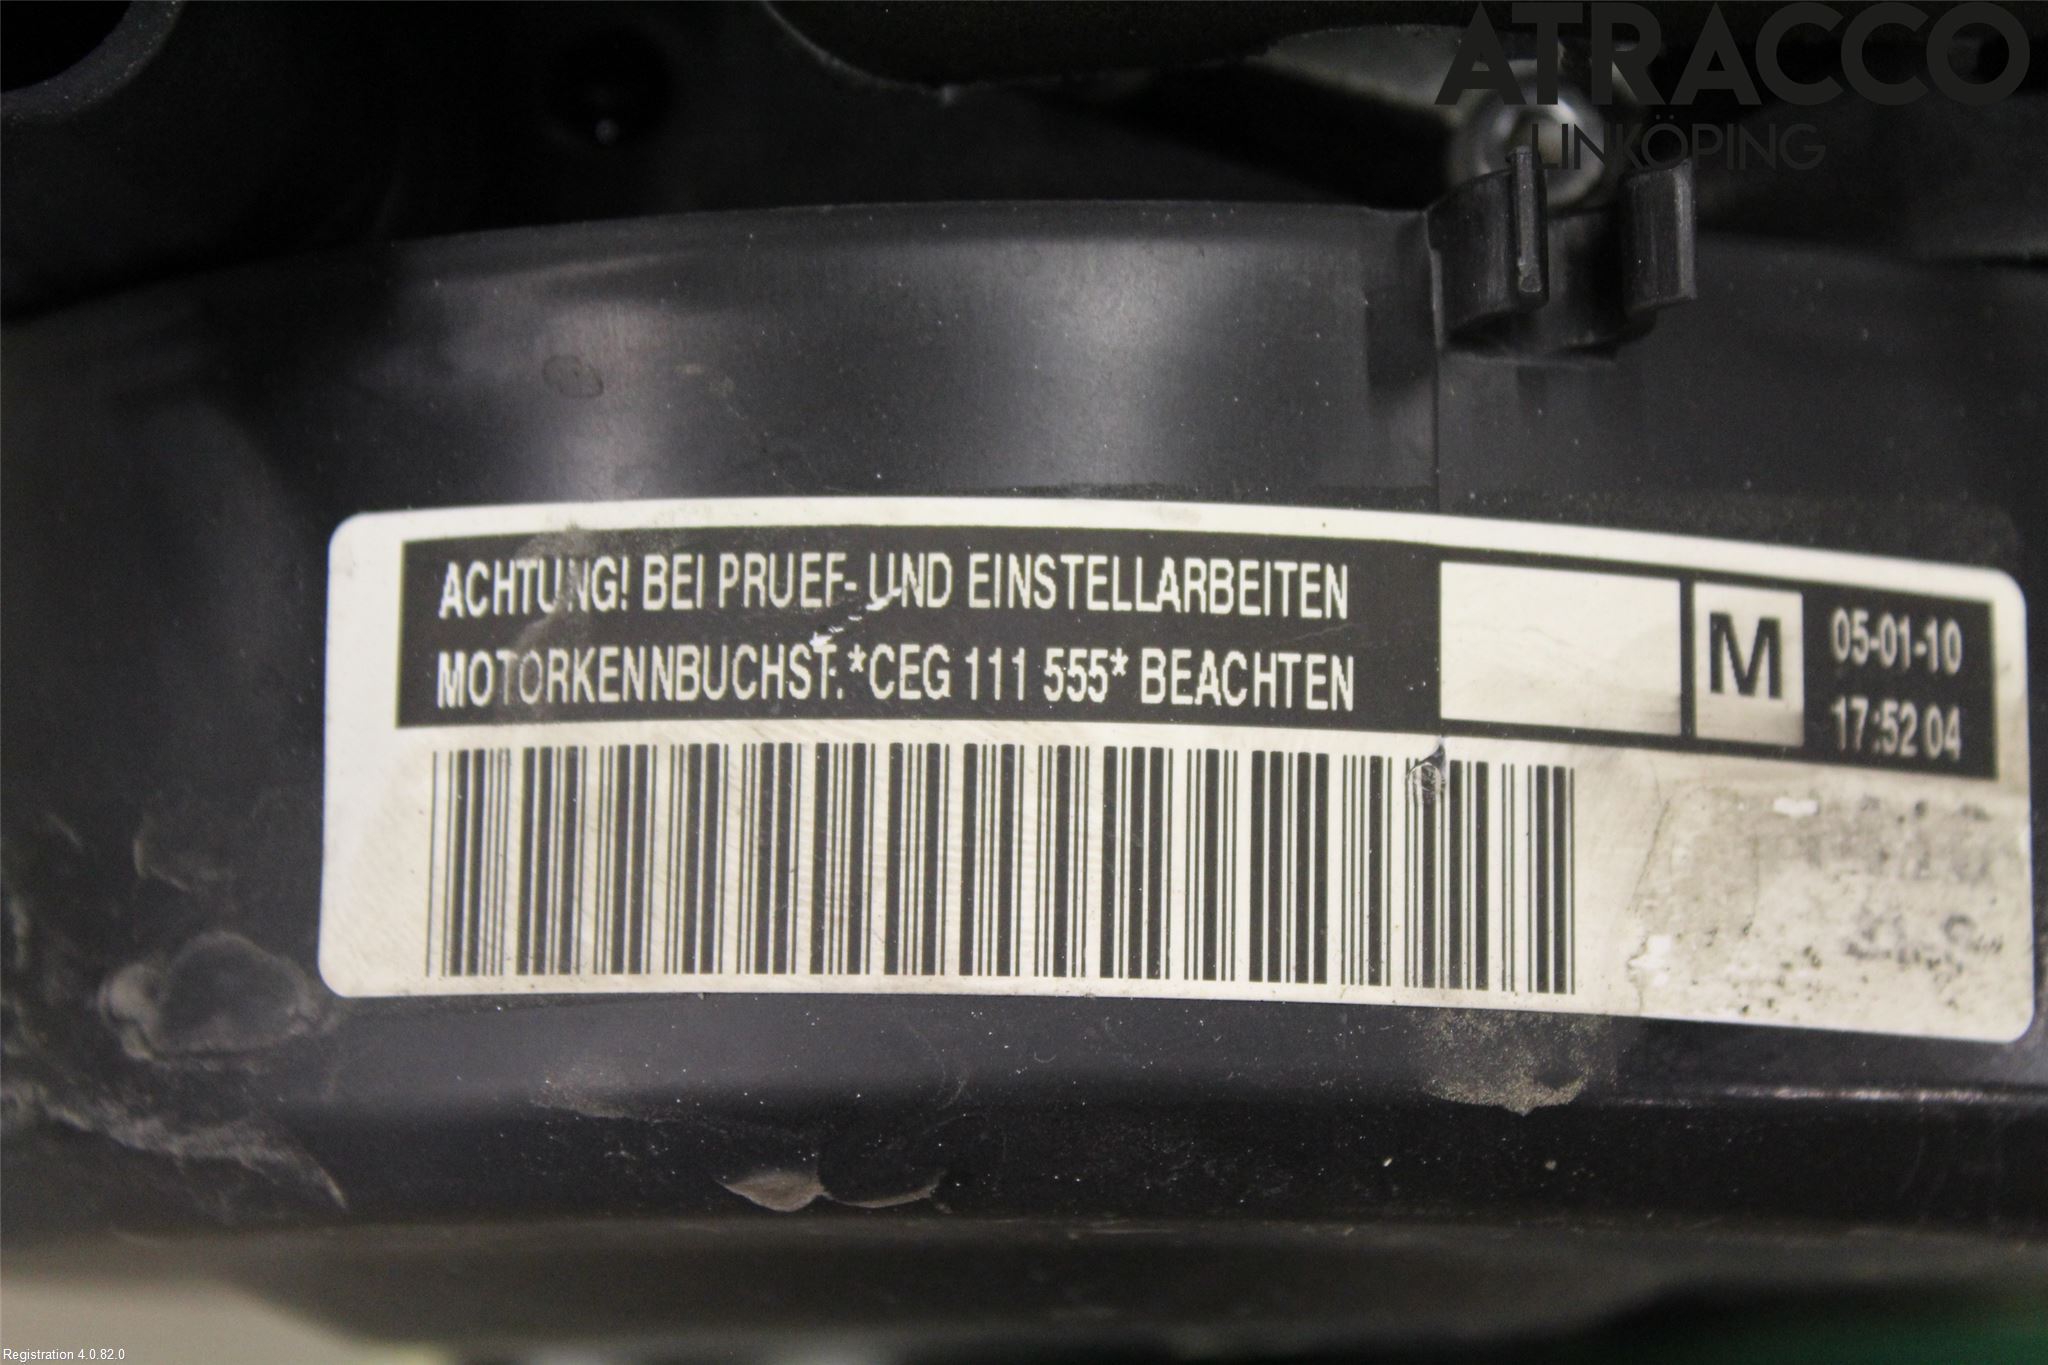 ATRACCO
LINKÖPING
ACHTUNG! BEI PRUEF- UND EINSTELLARBEITEN
MOTORKENNBUCHST. *CEG 111 555* BEACHTEN
M
05-01-10
17:52 04
Registration 4.0.82.0